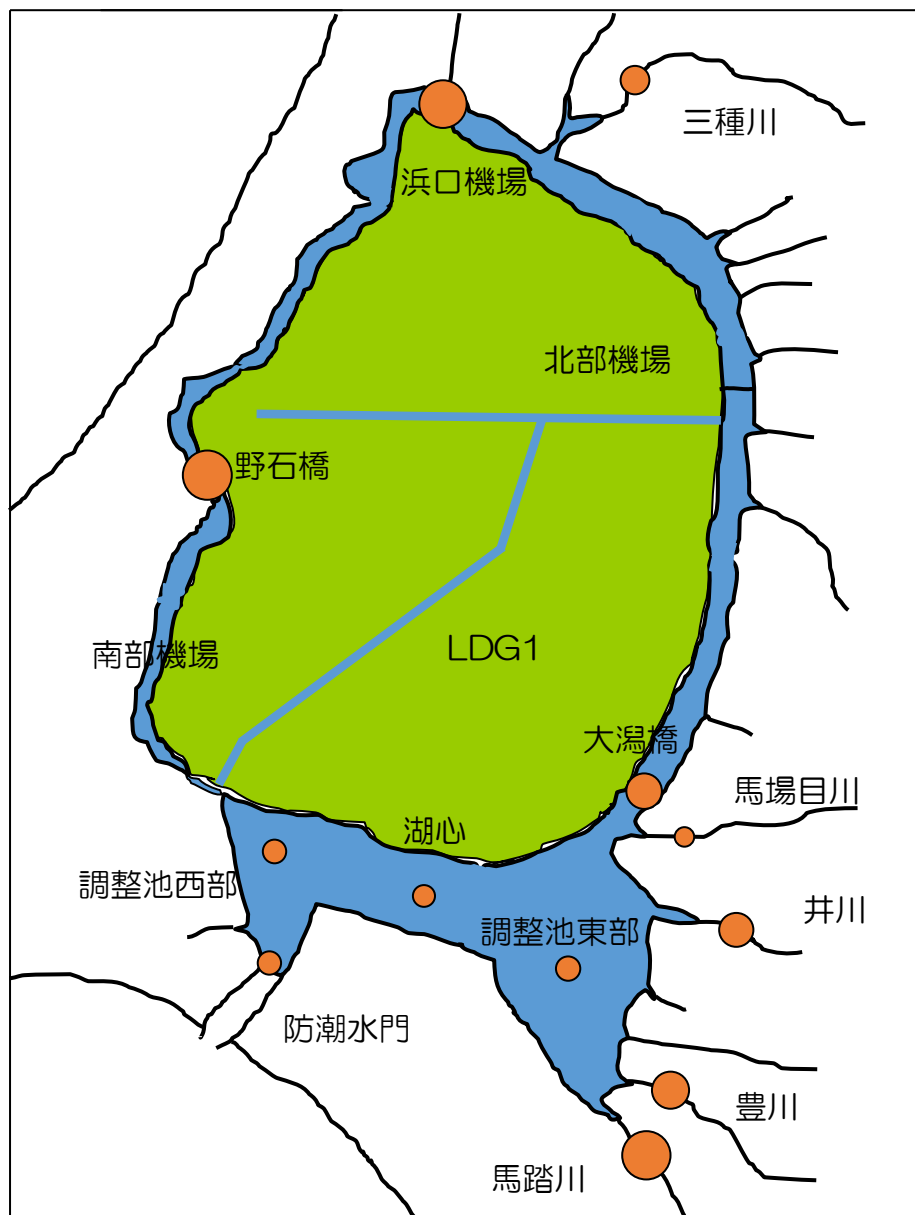 三種川
浜口機場
北部機場
野石橋
南部機場
LDG1
大潟橋
馬場目川
湖心
調整池西部
井川
調整池東部
防潮水門
豊川
馬踏川